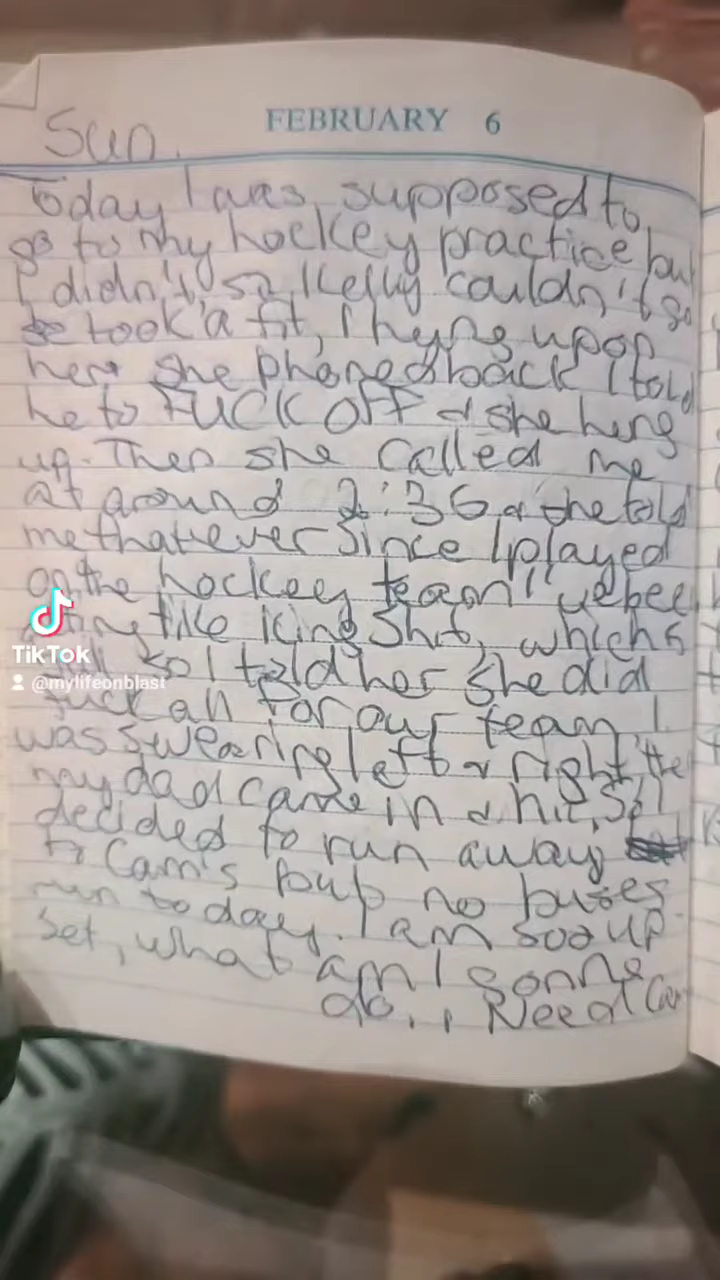 FEBRUARY 6
Sun.
Today I was supposed to
go to my hockey practice but
I didn't, so Kelly couldn't go
took a fit, I hung up on
her she phoned back I told
he to FUCK OFF & she hung
up. Then she called me
at around 2:36 & she told
me that ever since I played
on the hockey team I've bee
like King Shit, which
so I told her she did
fuck all for our team. I
was swearing left & right, the
my dad came in & hit, So I
decided to run away
to Cam's but no buses
run today. I am soo up
set, what am I gonna
do., I Need Cam
TikTok
@mylifeonblast